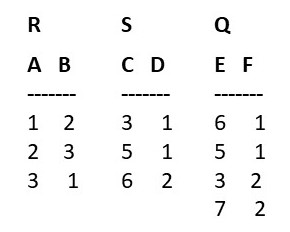 R S Q
A B C D E F
------- ------- -------
1 2 3 1 6 1
2 3 5 1 5 1
3 1 6 2 3 2
7 2